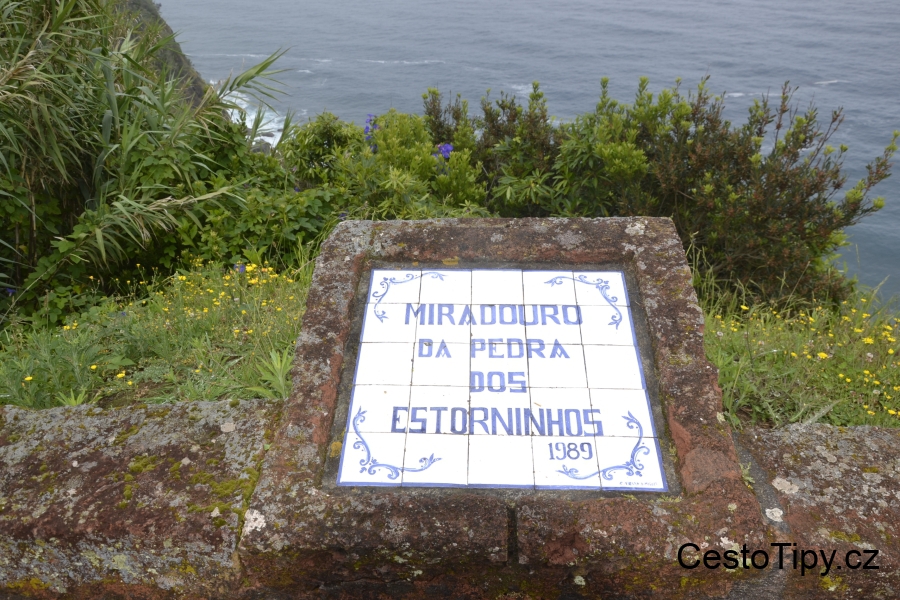 MIRADOURO
DA PEDRA
DOS
ESTORNINHOS
1989
CestoTipy.cz